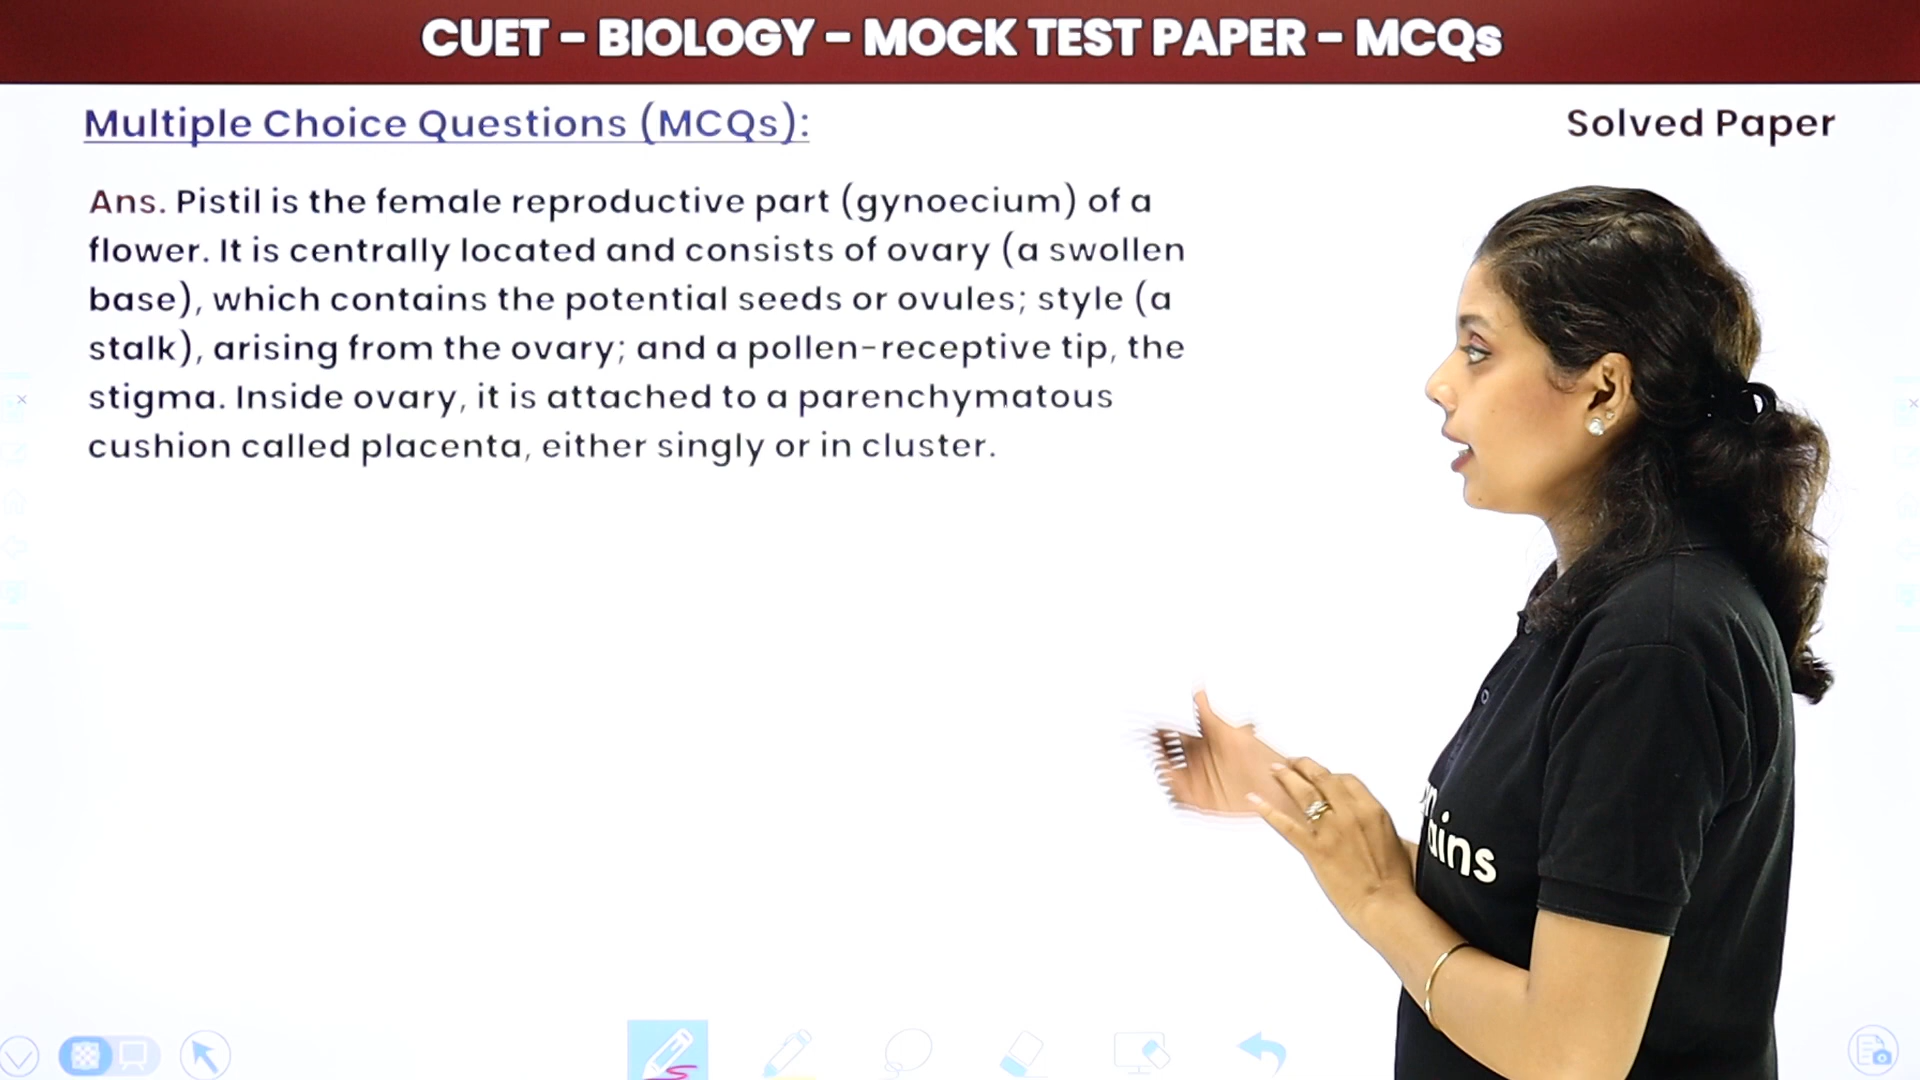 CUET - BIOLOGY - MOCK TEST PAPER - MCQs
Multiple Choice Questions (MCQs):
Solved Paper
Ans. Pistil is the female reproductive part (gynoecium) of a
flower. It is centrally located and consists of ovary (a swollen
base), which contains the potential seeds or ovules; style (a
stalk), arising from the ovary; and a pollen-receptive tip, the
stigma. Inside ovary, it is attached to a parenchymatous
cushion called placenta, either singly or in cluster.